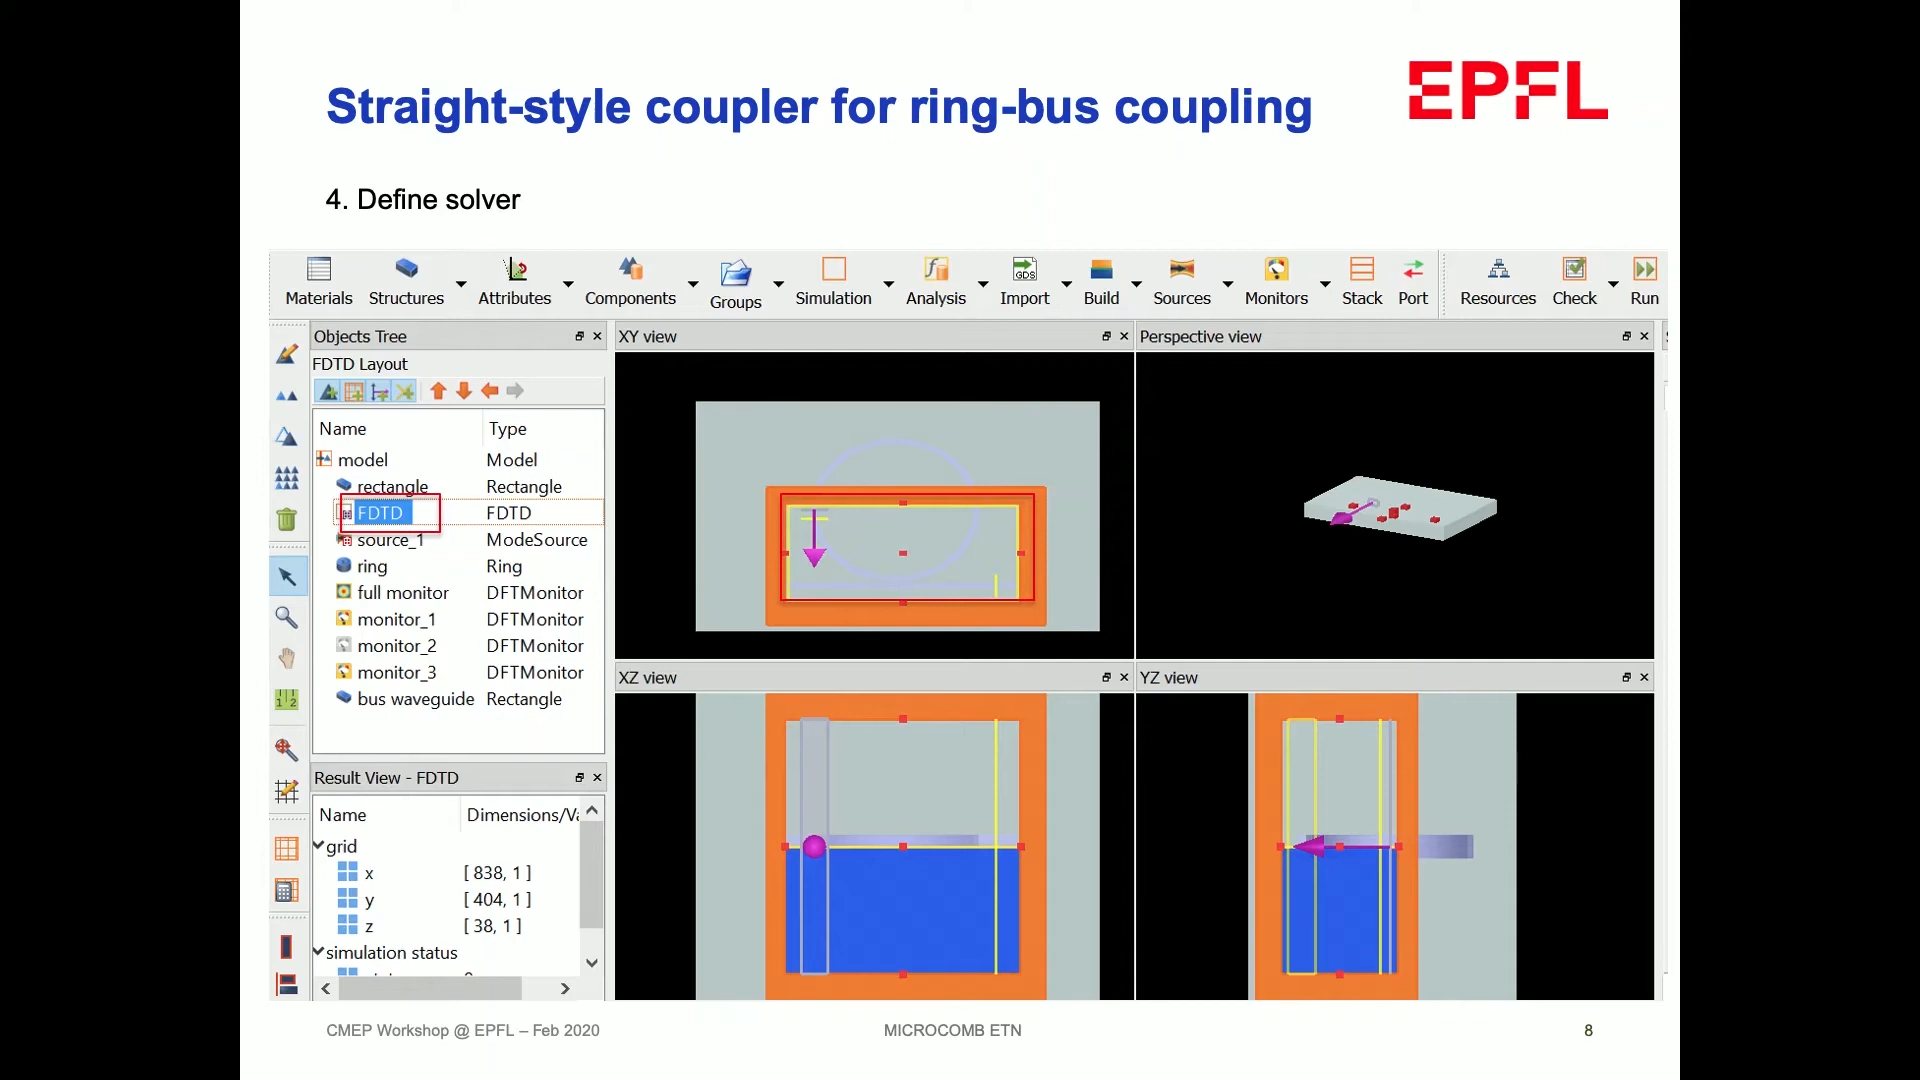 Straight-style coupler for ring-bus coupling
EPFL
4. Define solver
Materials Structures Attributes Components Groups Simulation Analysis Import Build Sources Monitors Stack Port Resources Check Run
GDS
Objects Tree
FDTD Layout
Name Type
model Model
rectangle Rectangle
FDTD FDTD
source_1 ModeSource
ring Ring
full monitor DFTMonitor
monitor_1 DFTMonitor
monitor_2 DFTMonitor
monitor_3 DFTMonitor
bus waveguide Rectangle
Result View - FDTD
Name Dimensions/Va
grid
x [ 838, 1 ]
y [ 404, 1 ]
z [ 38, 1 ]
simulation status
XY view
Perspective view
XZ view
YZ view
CMEP Workshop @ EPFL – Feb 2020
MICROCOMB ETN
8